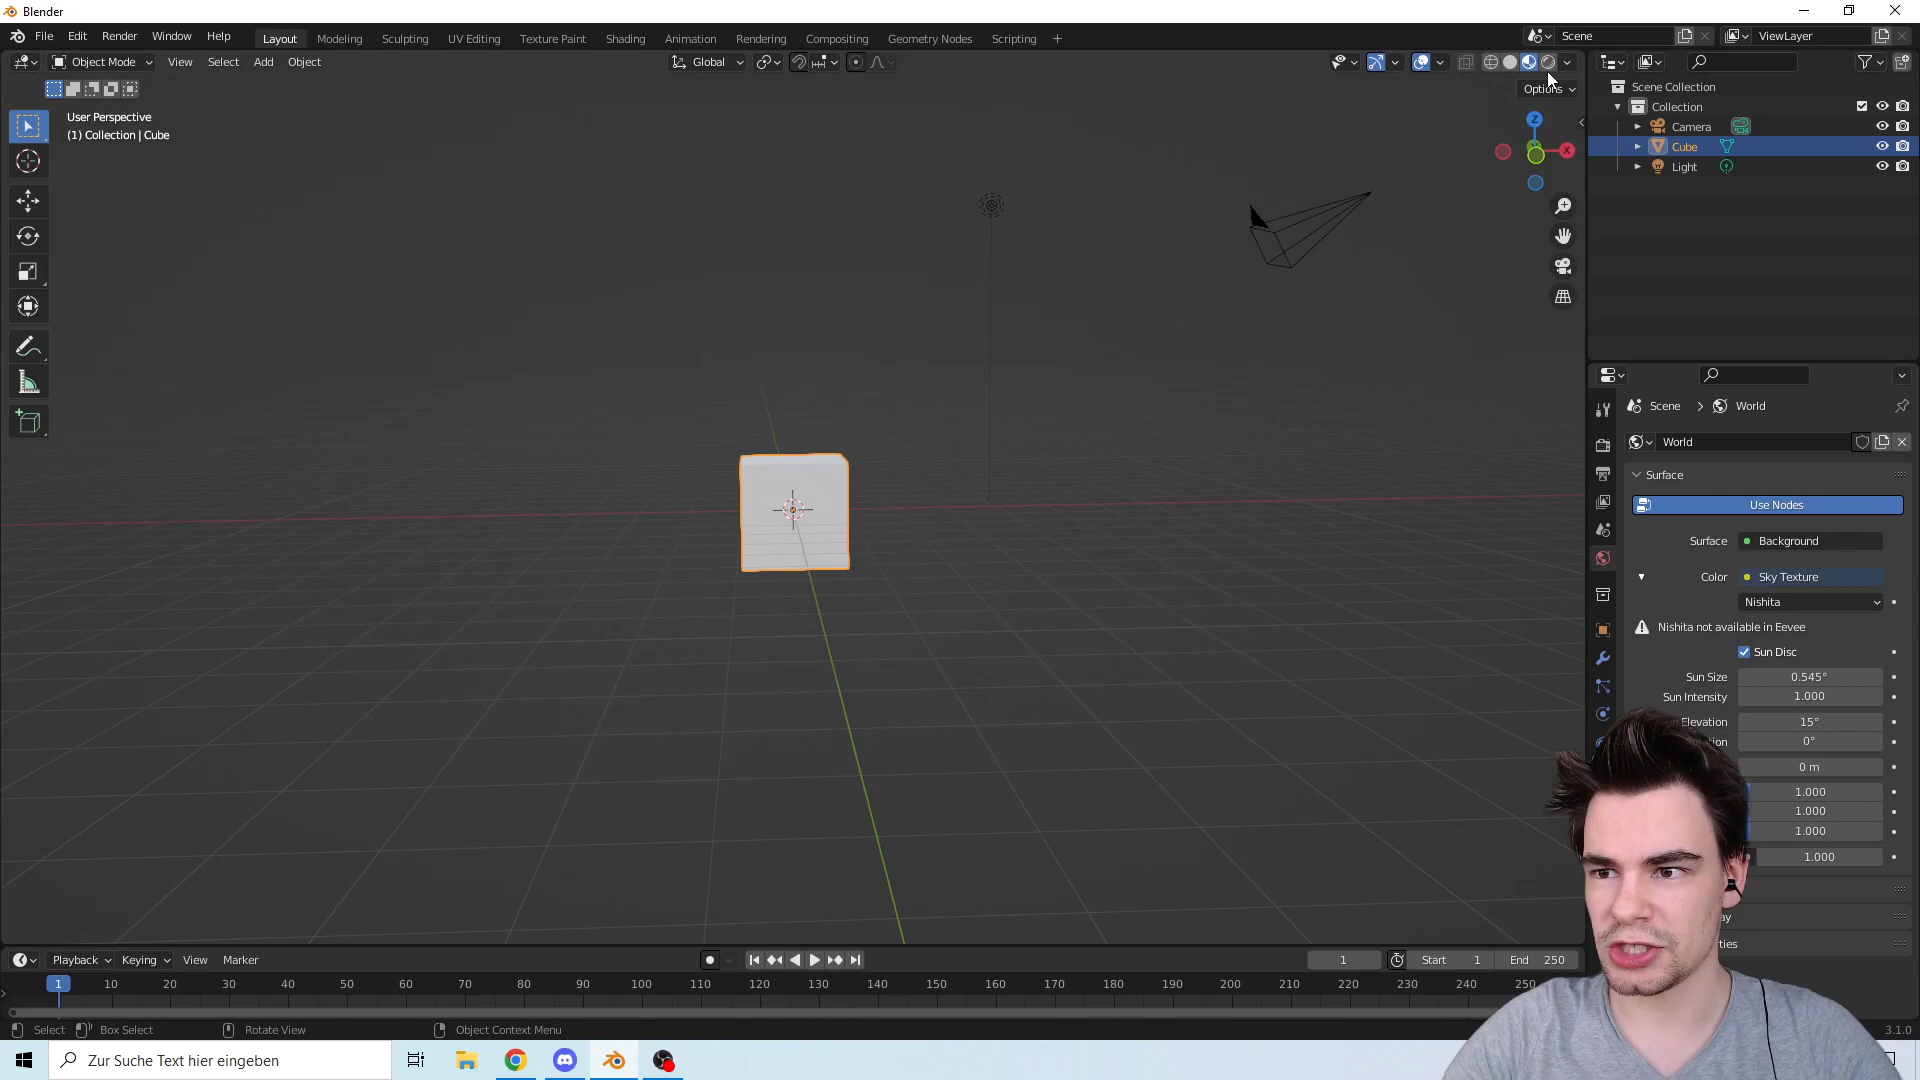 Blender
File Edit Render Window Help
Layout Modeling Sculpting UV Editing Texture Paint Shading Animation Rendering Compositing Geometry Nodes Scripting
Scene
ViewLayer
Object Mode View Select Add Object
Global
Options
User Perspective
(1) Collection | Cube
Z
X
Scene Collection
Collection
Camera
Cube
Light
Scene > World
World
Surface
Use Nodes
Surface Background
Color Sky Texture
Nishita
Nishita not available in Eevee
Sun Disc
Sun Size 0.545°
Sun Intensity 1.000
Elevation 15°
0°
0 m
1.000
1.000
1.000
1.000
Playback Keying View Marker
1 Start 1 End 250
1 10 20 30 40 50 60 70 80 90 100 110 120 130 140 150 160 170 180 190 200 210 220 230 240 250
Select Box Select Rotate View Object Context Menu
3.1.0
Zur Suche Text hier eingeben